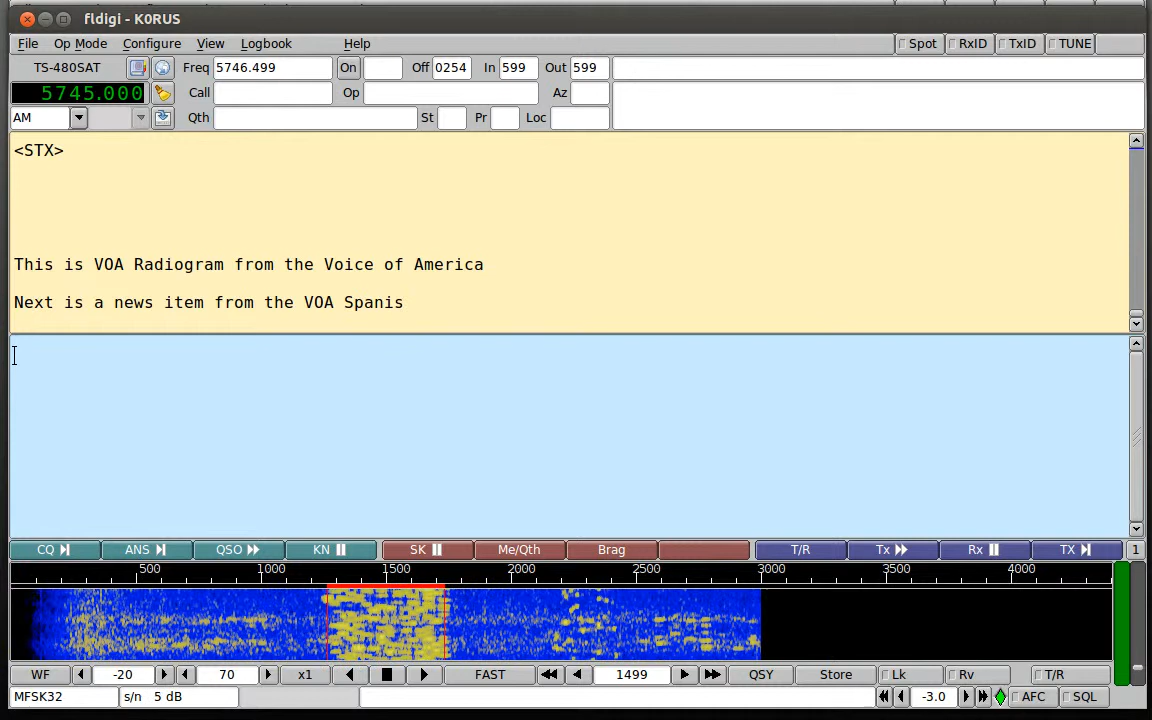 fldigi - K0RUS
File Op Mode Configure View Logbook Help Spot RxID TxID TUNE
TS-480SAT Freq 5746.499 On Off 0254 In 599 Out 599
5745.000 Call Op Az
AM Qth St Pr Loc
<STX>
This is VOA Radiogram from the Voice of America
Next is a news item from the VOA Spanis
CQ ANS QSO KN SK Me/Qth Brag T/R Tx Rx TX 1
500 1000 1500 2000 2500 3000 3500 4000
WF -20 70 x1 FAST 1499 QSY Store Lk Rv T/R
MFSK32 s/n 5 dB -3.0 AFC SQL